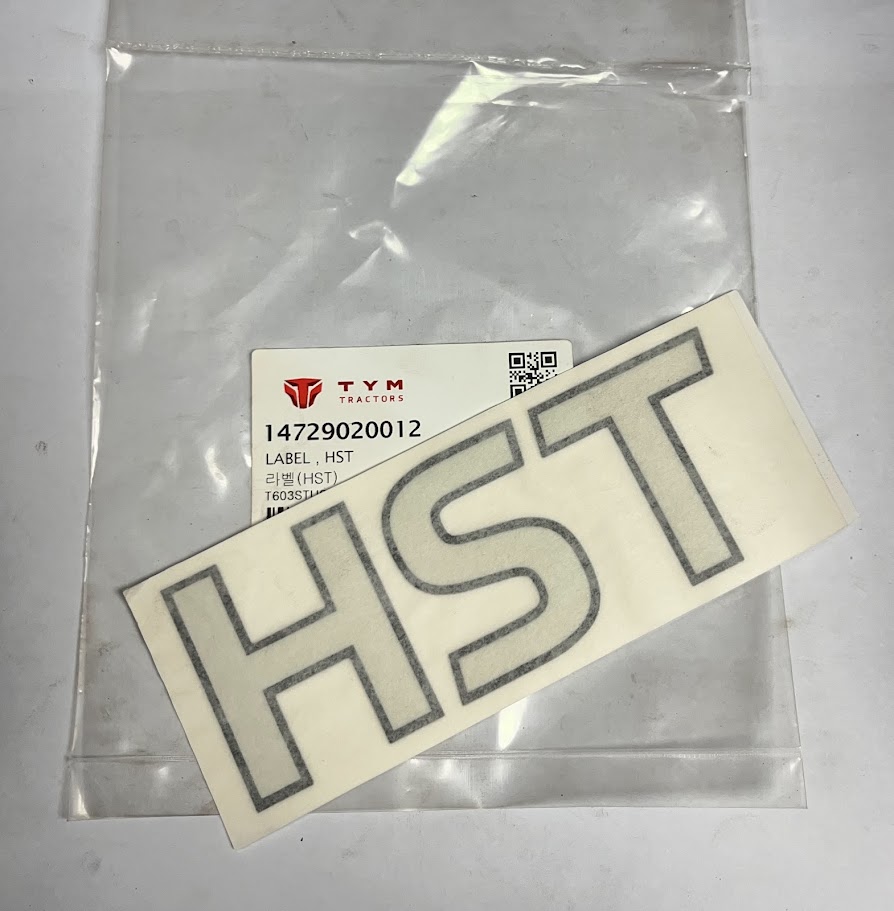 TYM
TRACTORS
14729020012
LABEL , HST
라벨(HST)
HST